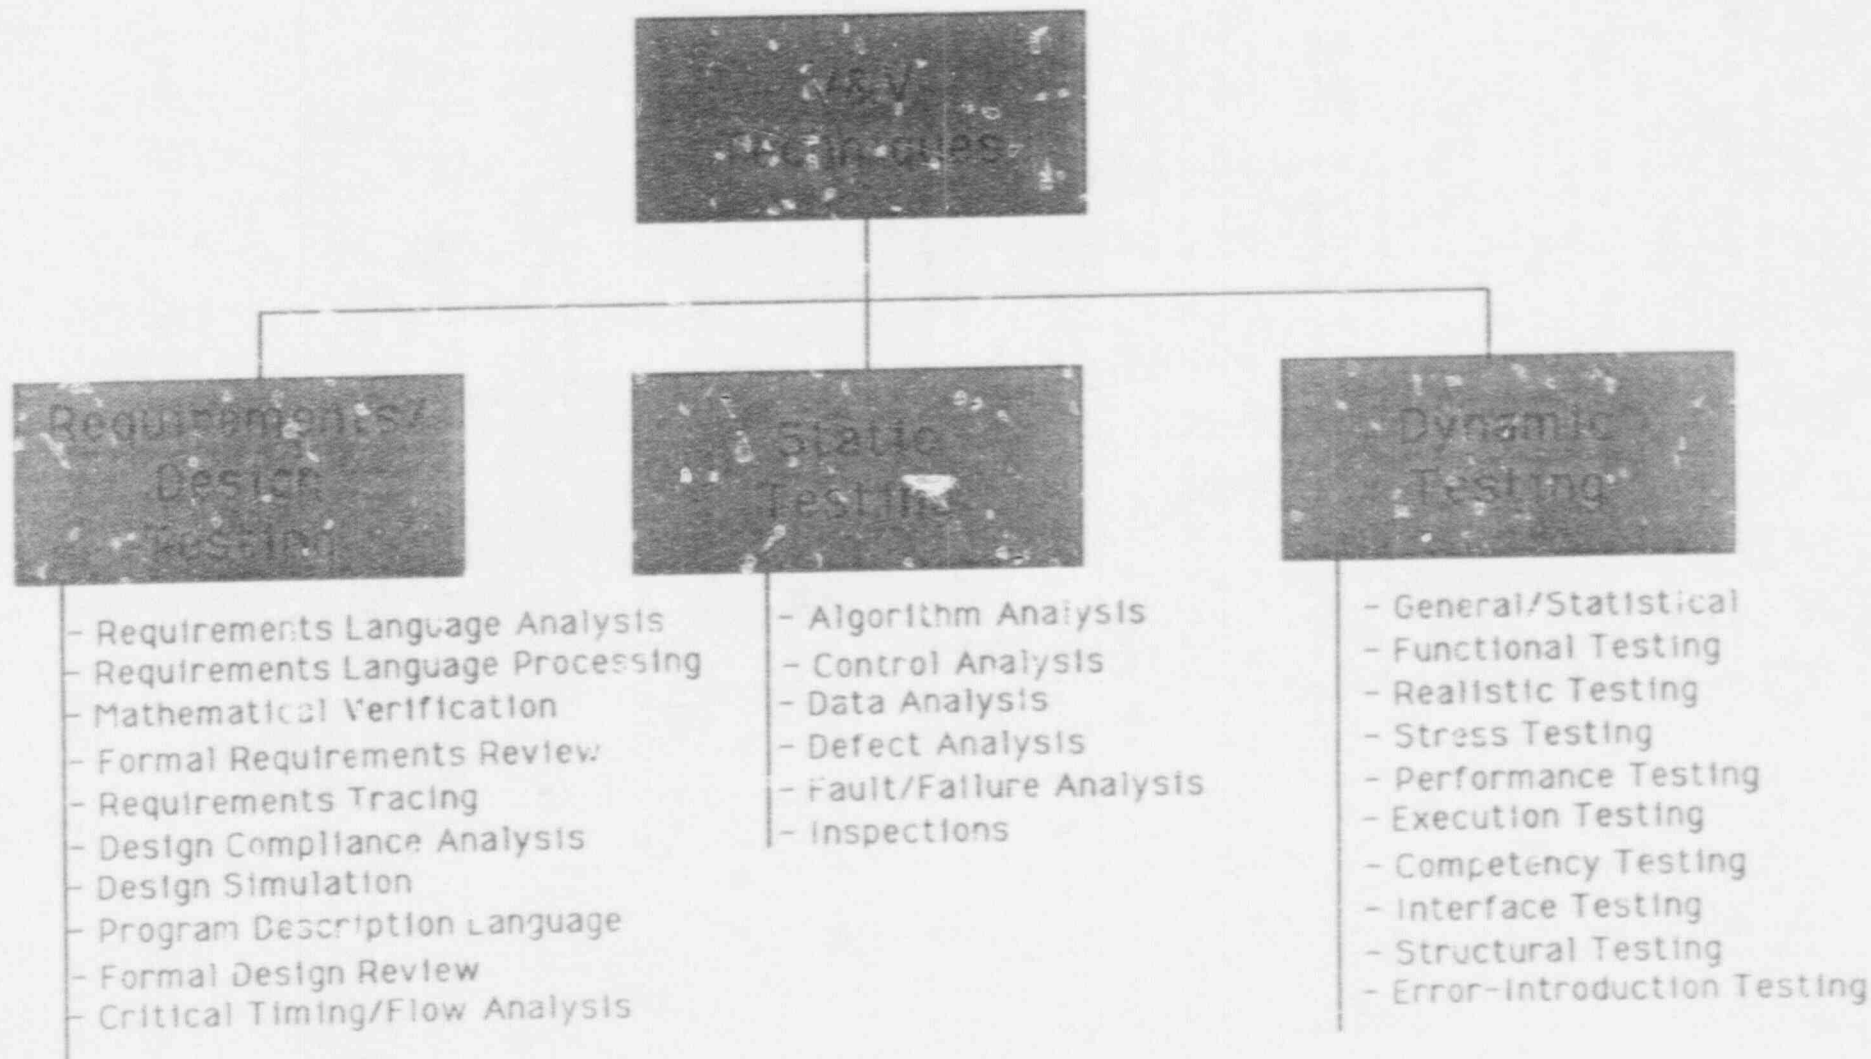 V&V
Techniques
Requirements/
Design
Testing
- Requirements Language Analysis
- Requirements Language Processing
- Mathematical Verification
- Formal Requirements Review
- Requirements Tracing
- Design Compliance Analysis
- Design Simulation
- Program Description Language
- Formal Design Review
- Critical Timing/Flow Analysis
Static
Testing
- Algorithm Analysis
- Control Analysis
- Data Analysis
- Defect Analysis
- Fault/Failure Analysis
- Inspections
Dynamic
Testing
- General/Statistical
- Functional Testing
- Realistic Testing
- Stress Testing
- Performance Testing
- Execution Testing
- Competency Testing
- Interface Testing
- Structural Testing
- Error-Introduction Testing